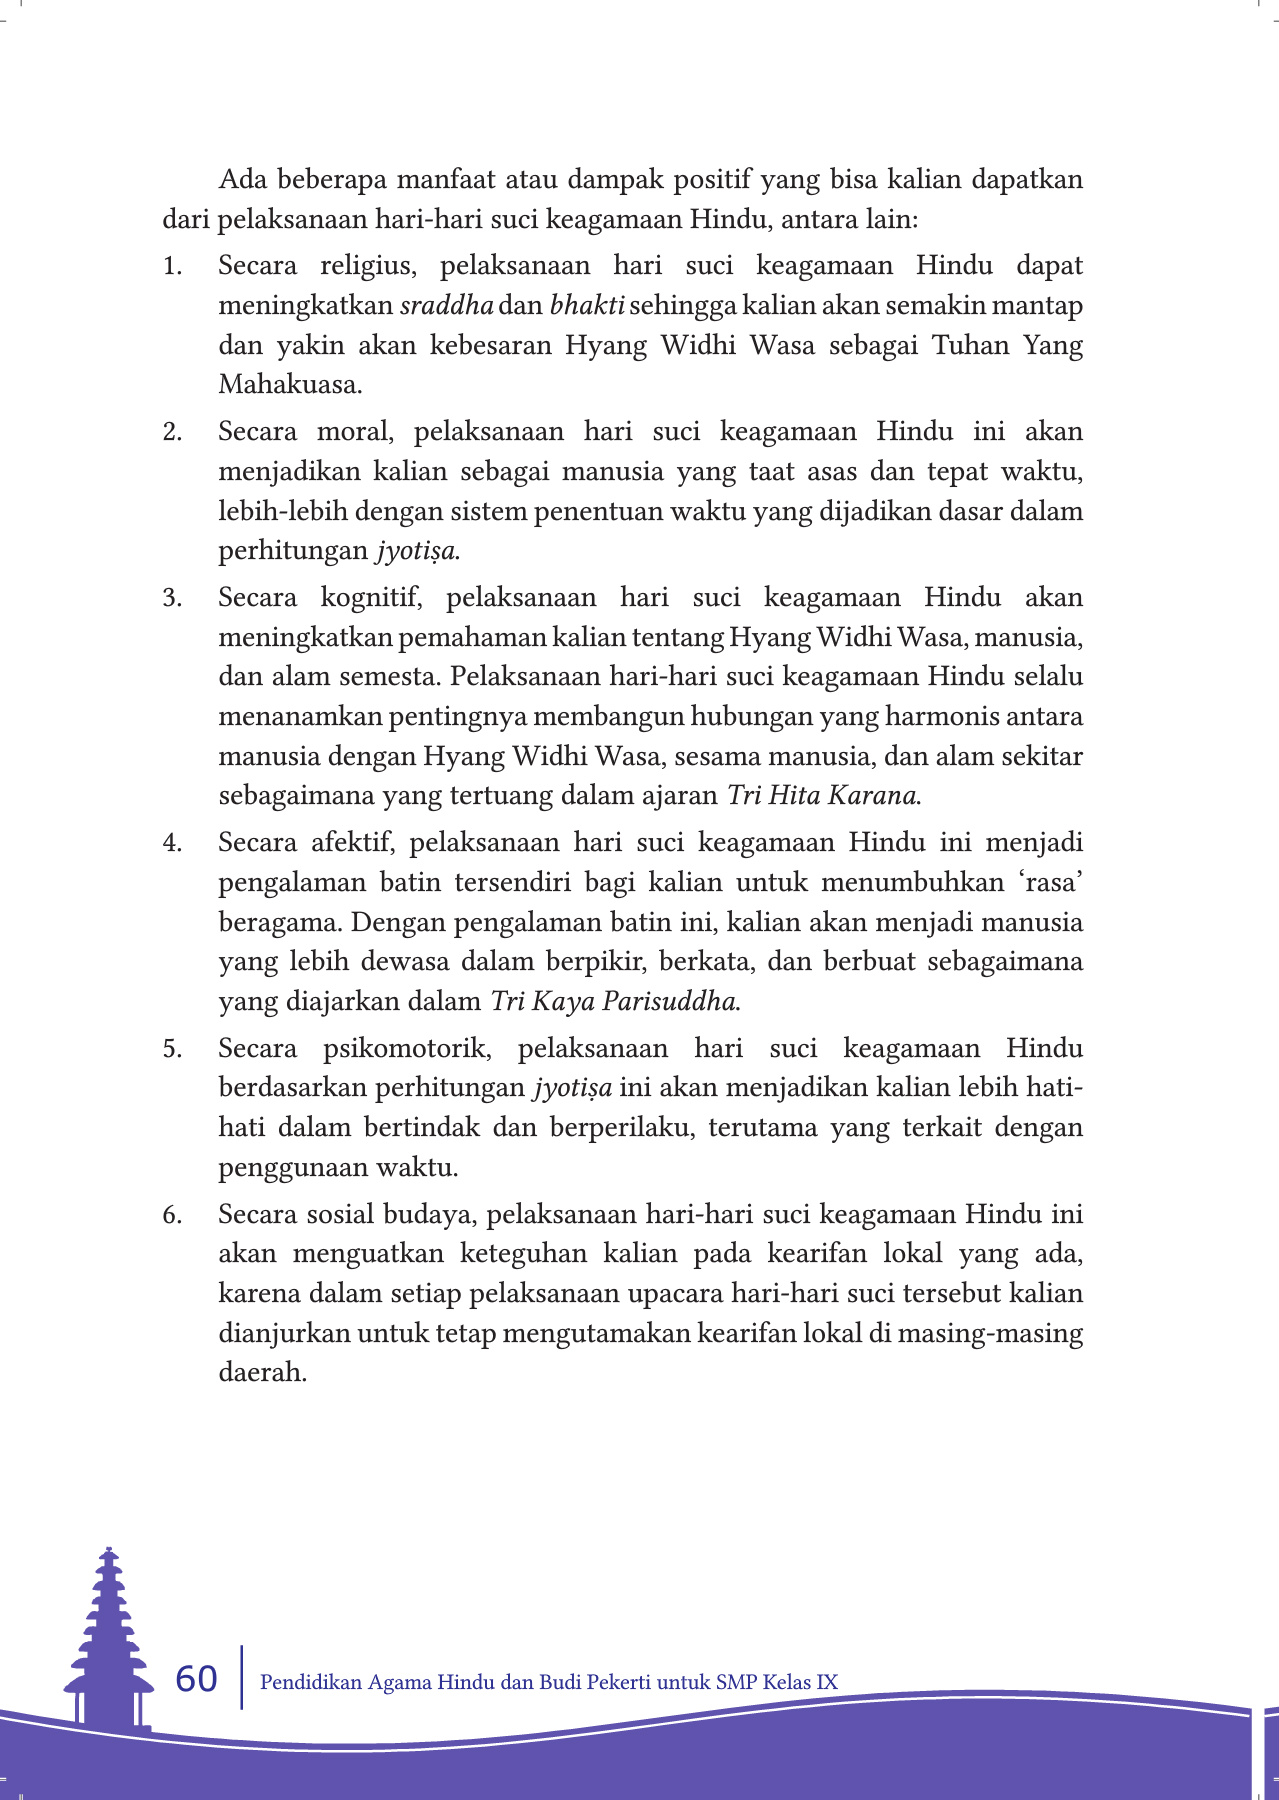 Ada beberapa manfaat atau dampak positif yang bisa kalian dapatkan
dari pelaksanaan hari-hari suci keagamaan Hindu, antara lain:
1. Secara religius, pelaksanaan hari suci keagamaan Hindu dapat
meningkatkan sraddha dan bhakti sehingga kalian akan semakin mantap
dan yakin akan kebesaran Hyang Widhi Wasa sebagai Tuhan Yang
Mahakuasa.
2. Secara moral, pelaksanaan hari suci keagamaan Hindu ini akan
menjadikan kalian sebagai manusia yang taat asas dan tepat waktu,
lebih-lebih dengan sistem penentuan waktu yang dijadikan dasar dalam
perhitungan jyotiṣa.
3. Secara kognitif, pelaksanaan hari suci keagamaan Hindu akan
meningkatkan pemahaman kalian tentang Hyang Widhi Wasa, manusia,
dan alam semesta. Pelaksanaan hari-hari suci keagamaan Hindu selalu
menanamkan pentingnya membangun hubungan yang harmonis antara
manusia dengan Hyang Widhi Wasa, sesama manusia, dan alam sekitar
sebagaimana yang tertuang dalam ajaran Tri Hita Karana.
4. Secara afektif, pelaksanaan hari suci keagamaan Hindu ini menjadi
pengalaman batin tersendiri bagi kalian untuk menumbuhkan ‘rasa’
beragama. Dengan pengalaman batin ini, kalian akan menjadi manusia
yang lebih dewasa dalam berpikir, berkata, dan berbuat sebagaimana
yang diajarkan dalam Tri Kaya Parisuddha.
5. Secara psikomotorik, pelaksanaan hari suci keagamaan Hindu
berdasarkan perhitungan jyotiṣa ini akan menjadikan kalian lebih hati-
hati dalam bertindak dan berperilaku, terutama yang terkait dengan
penggunaan waktu.
6. Secara sosial budaya, pelaksanaan hari-hari suci keagamaan Hindu ini
akan menguatkan keteguhan kalian pada kearifan lokal yang ada,
karena dalam setiap pelaksanaan upacara hari-hari suci tersebut kalian
dianjurkan untuk tetap mengutamakan kearifan lokal di masing-masing
daerah.
60 Pendidikan Agama Hindu dan Budi Pekerti untuk SMP Kelas IX